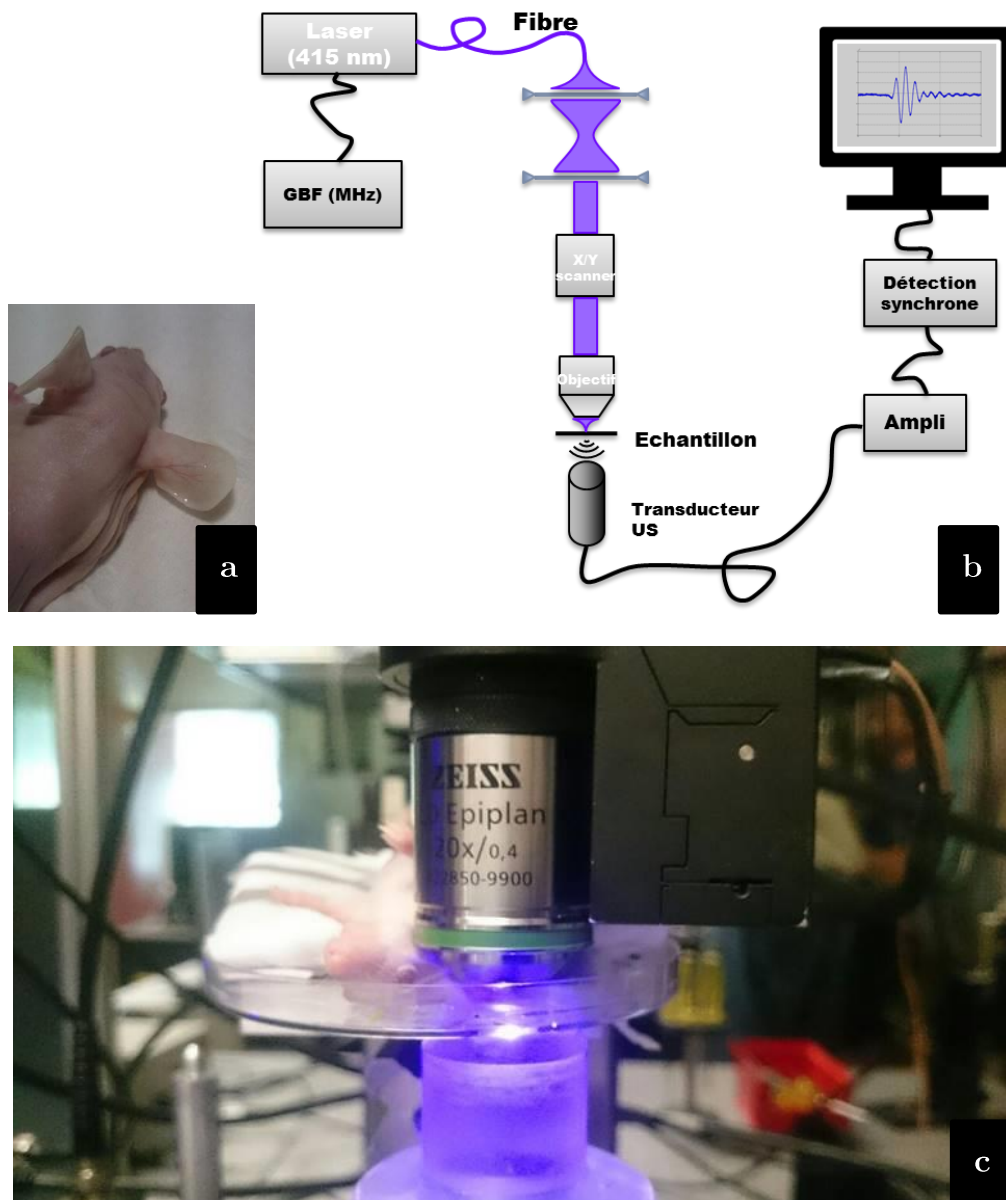 Laser
(415 nm)
Fibre
GBF (MHz)
X/Y
scanner
Objectif
Détection
synchrone
Ampli
Echantillon
Transducteur
US
a
b
ZEISS
Epiplan
20x/0,4
2850-9900
c